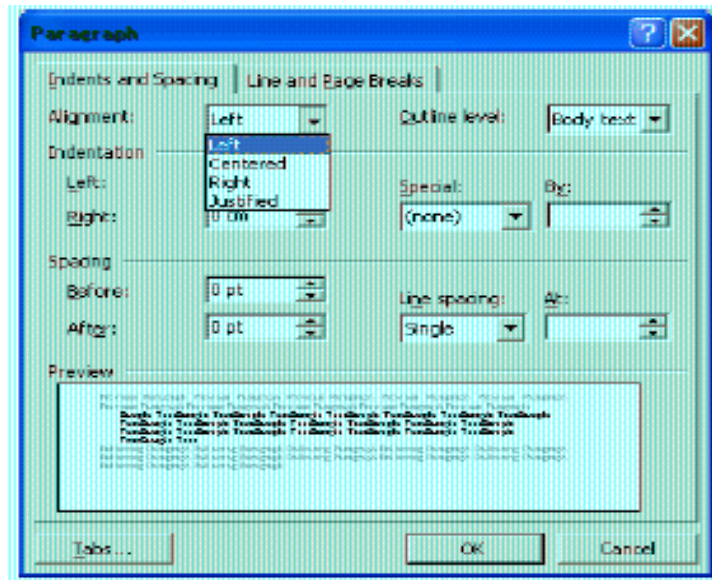 Paragraph
Indents and Spacing Line and Page Breaks
Alignment: Left Outline level: Body text
Left
Centered
Right
Justified
Indentation
Left: Special: By:
Right: 0 cm (none)
Spacing
Before: 0 pt Line spacing: At:
After: 0 pt Single
Preview
Tabs... OK Cancel